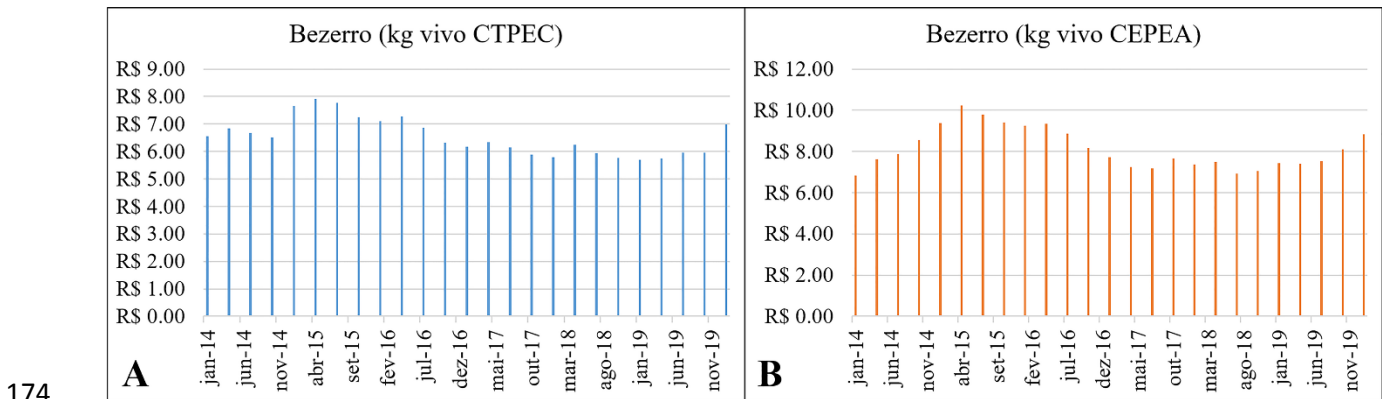 Bezerro (kg vivo CTPEC)
R$ 9.00
R$ 8.00
R$ 7.00
R$ 6.00
R$ 5.00
R$ 4.00
R$ 3.00
R$ 2.00
R$ 1.00
R$ 0.00
jan-14
jun-14
nov-14
abr-15
set-15
fev-16
jul-16
dez-16
mai-17
out-17
mar-18
ago-18
jan-19
jun-19
nov-19
A
Bezerro (kg vivo CEPEA)
R$ 12.00
R$ 10.00
R$ 8.00
R$ 6.00
R$ 4.00
R$ 2.00
R$ 0.00
jan-14
jun-14
nov-14
abr-15
set-15
fev-16
jul-16
dez-16
mai-17
out-17
mar-18
ago-18
jan-19
jun-19
nov-19
B
174